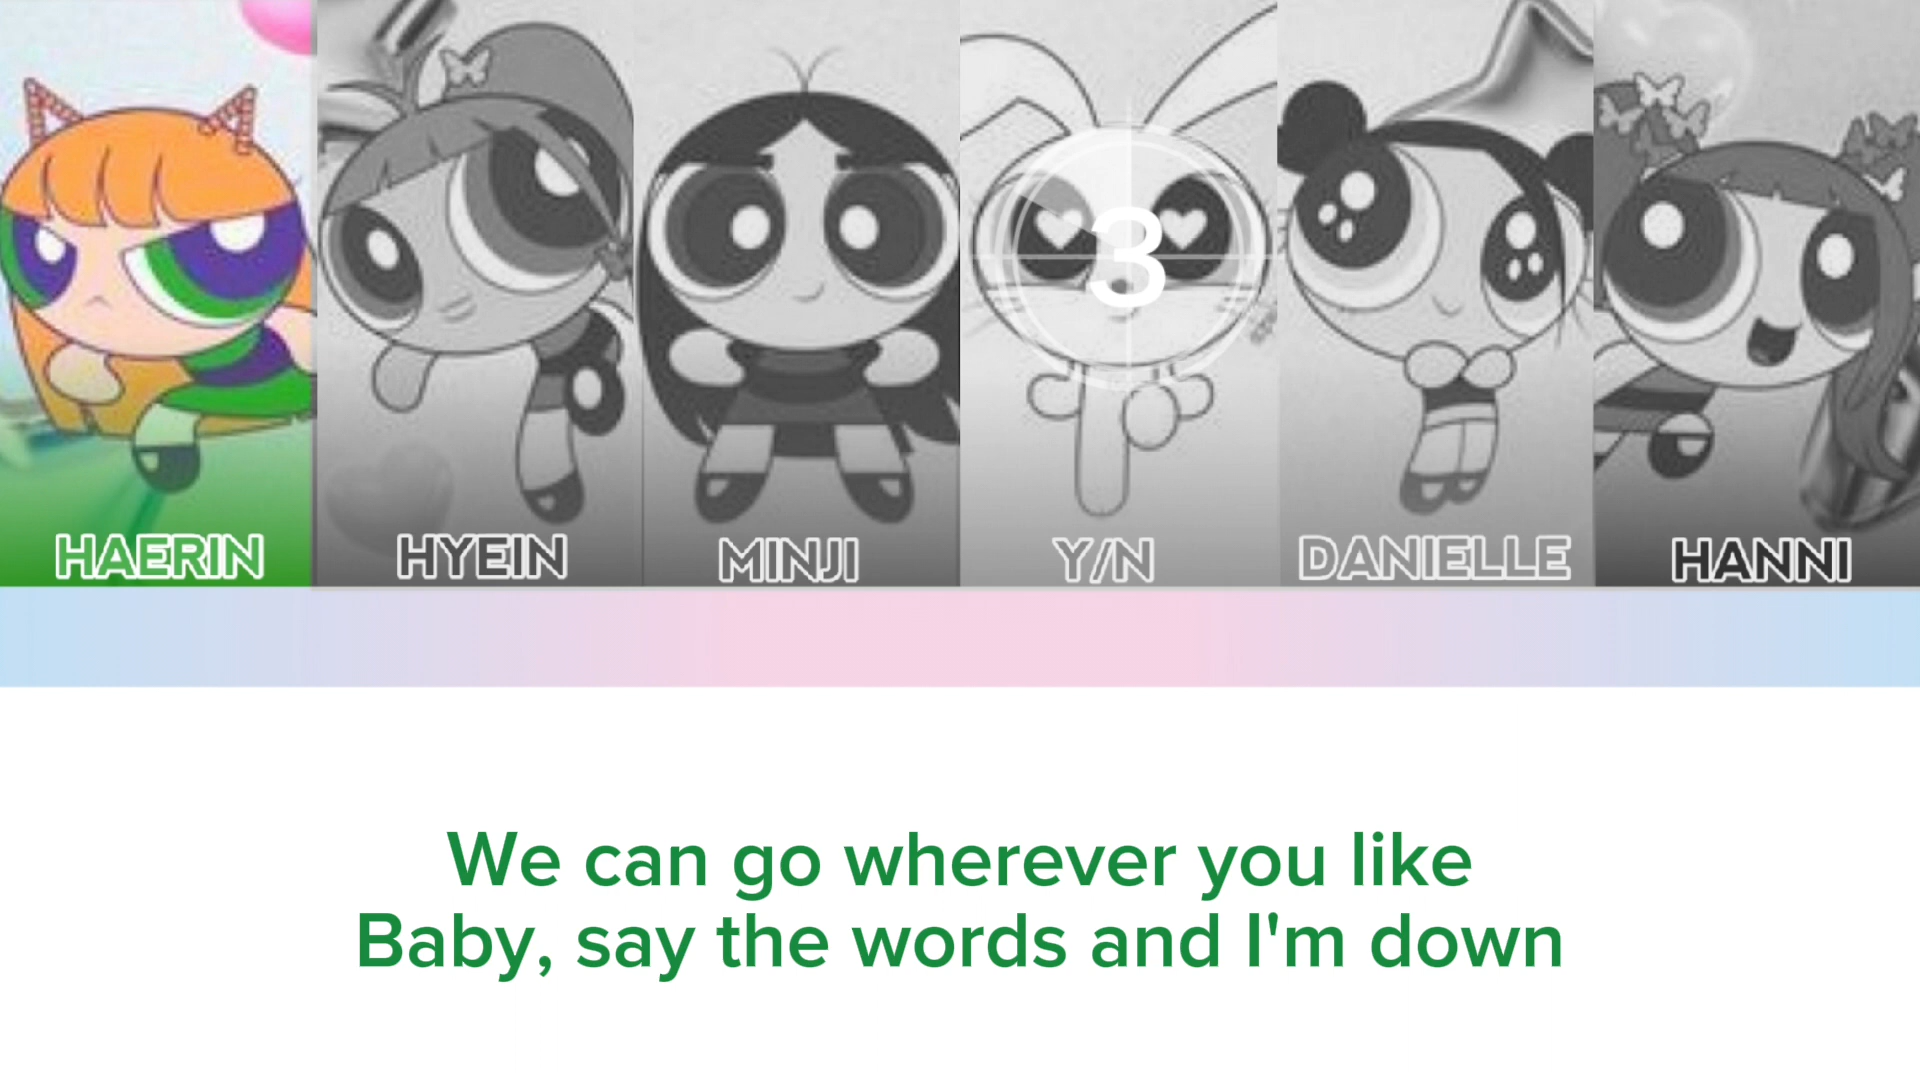 3
HAERIN
HYEIN
MINJI
Y/N
DANIELLE
HANNI
We can go wherever you like
Baby, say the words and I'm down